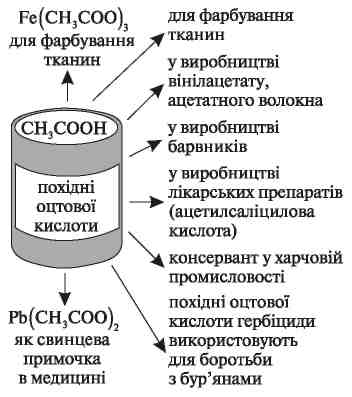 Fe(CH₃COO)₃
для фарбування
тканин
CH₃COOH
похідні
оцтової
кислоти
Pb(CH₃COO)₂
як свинцева
примочка
в медицині
для фарбування
тканин
у виробництві
вінілацетату,
ацетатного волокна
у виробництві
барвників
у виробництві
лікарських препаратів
(ацетилсаліцилова
кислота)
консервант у харчовій
промисловості
похідні оцтової
кислоти гербіциди
використовують
для боротьби
з бур’янами